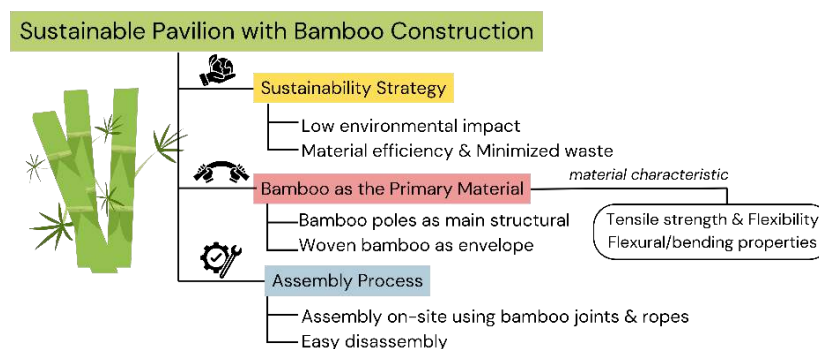 Sustainable Pavilion with Bamboo Construction
Sustainability Strategy
Low environmental impact
Material efficiency & Minimized waste
Bamboo as the Primary Material
material characteristic
Tensile strength & Flexibility
Flexural/bending properties
Bamboo poles as main structural
Woven bamboo as envelope
Assembly Process
Assembly on-site using bamboo joints & ropes
Easy disassembly